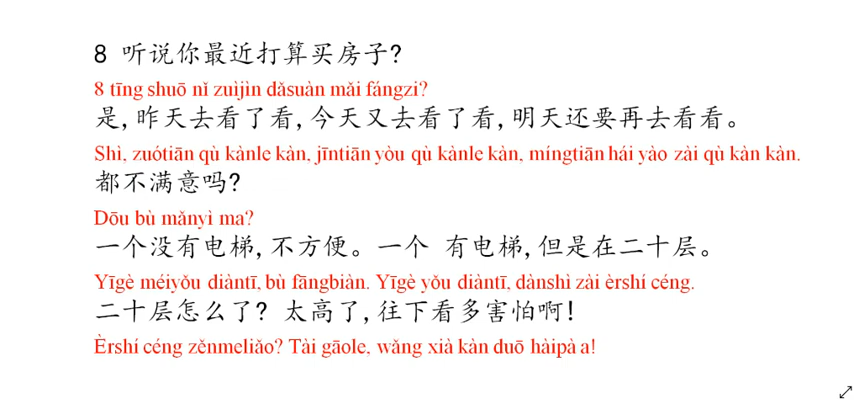 8 听说你最近打算买房子?
8 tīng shuō nǐ zuìjìn dǎsuàn mǎi fángzi?
是,昨天去看了看,今天又去看了看,明天还要再去看看。
Shì, zuótiān qù kànle kàn, jīntiān yòu qù kànle kàn, míngtiān hái yào zài qù kàn kàn.
都不满意吗?
Dōu bù mǎnyì ma?
一个没有电梯,不方便。一个 有电梯,但是在二十层。
Yīgè méiyǒu diàntī, bù fāngbiàn. Yīgè yǒu diàntī, dànshì zài èrshí céng.
二十层怎么了? 太高了,往下看多害怕啊!
Èrshí céng zěnmeliǎo? Tài gāole, wǎng xià kàn duō hàipà a!